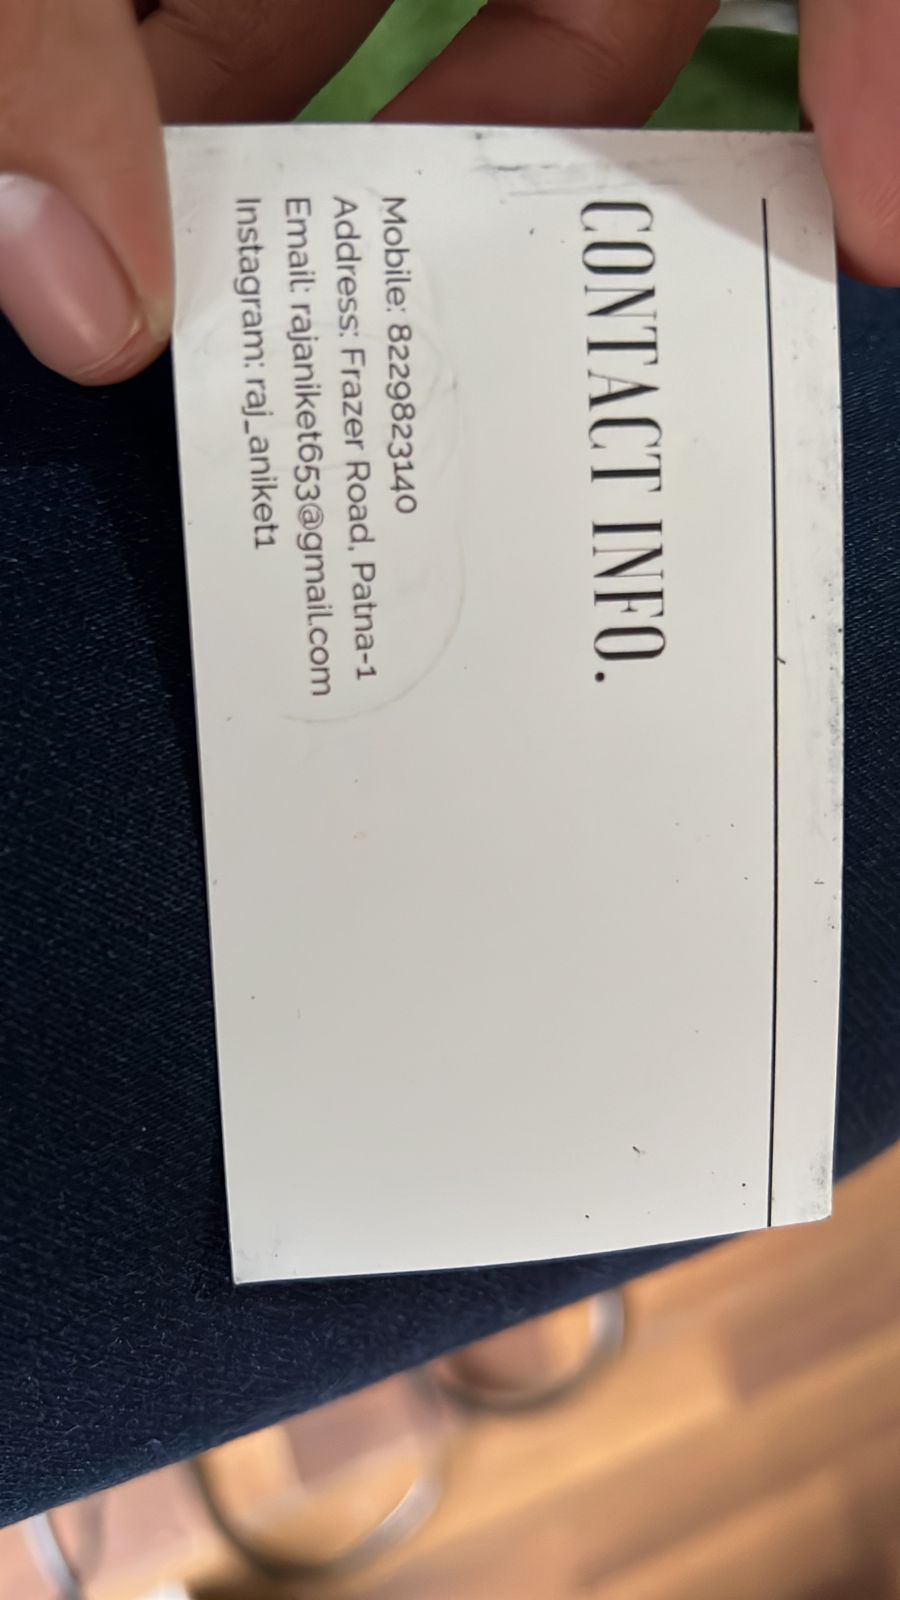 CONTACT INFO.
Mobile: 8229823140
Address: Frazer Road, Patna-1
Email: rajaniket653@gmail.com
Instagram: raj_aniket1